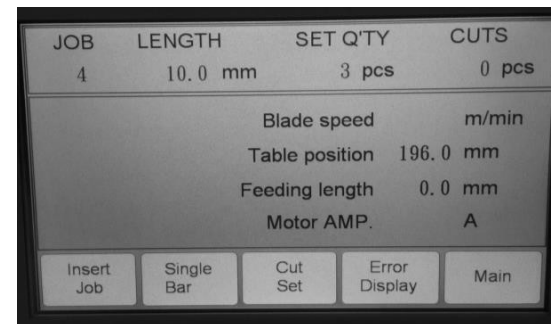 JOB LENGTH SET Q'TY CUTS
4 10.0 mm 3 pcs 0 pcs
Blade speed m/min
Table position 196.0 mm
Feeding length 0.0 mm
Motor AMP. A
Insert Job
Single Bar
Cut Set
Error Display
Main